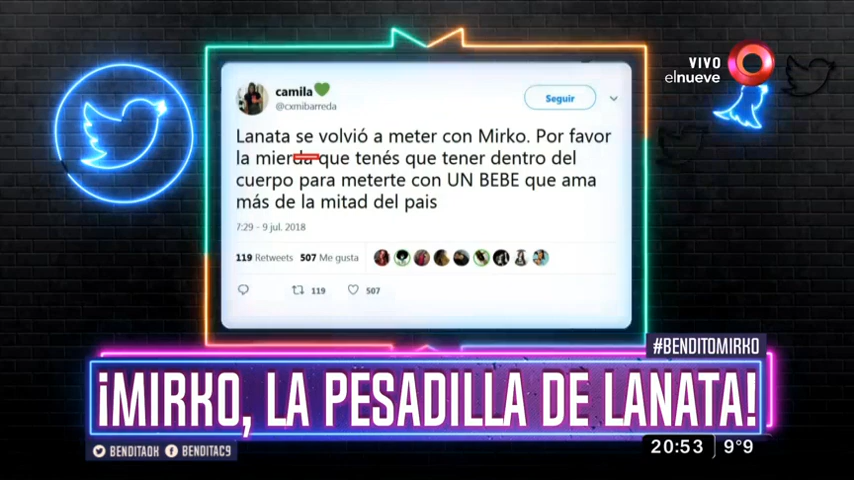 VIVO
elnueve
camila
@cxmibarreda
Seguir
Lanata se volvió a meter con Mirko. Por favor
la mierda que tenés que tener dentro del
cuerpo para meterte con UN BEBE que ama
más de la mitad del pais
7:29 - 9 jul. 2018
119 Retweets 507 Me gusta
119 507
#BENDITOMIRKO
¡MIRKO, LA PESADILLA DE LANATA!
BENDITAOK BENDITAC9
20:53 9°9